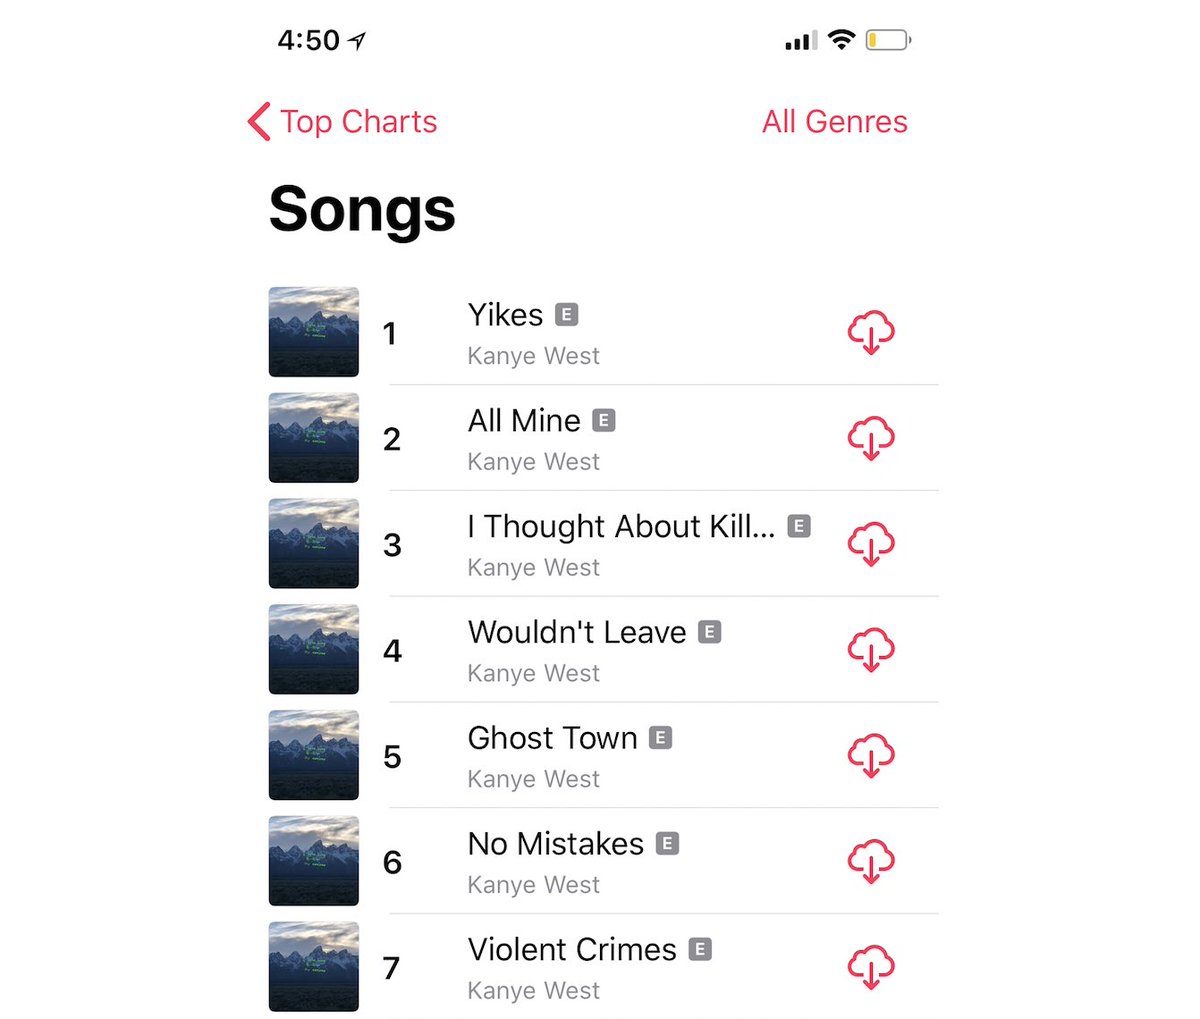 4:50
Top Charts All Genres
Songs
1 Yikes E
Kanye West
2 All Mine E
Kanye West
3 I Thought About Kill... E
Kanye West
4 Wouldn't Leave E
Kanye West
5 Ghost Town E
Kanye West
6 No Mistakes E
Kanye West
7 Violent Crimes E
Kanye West